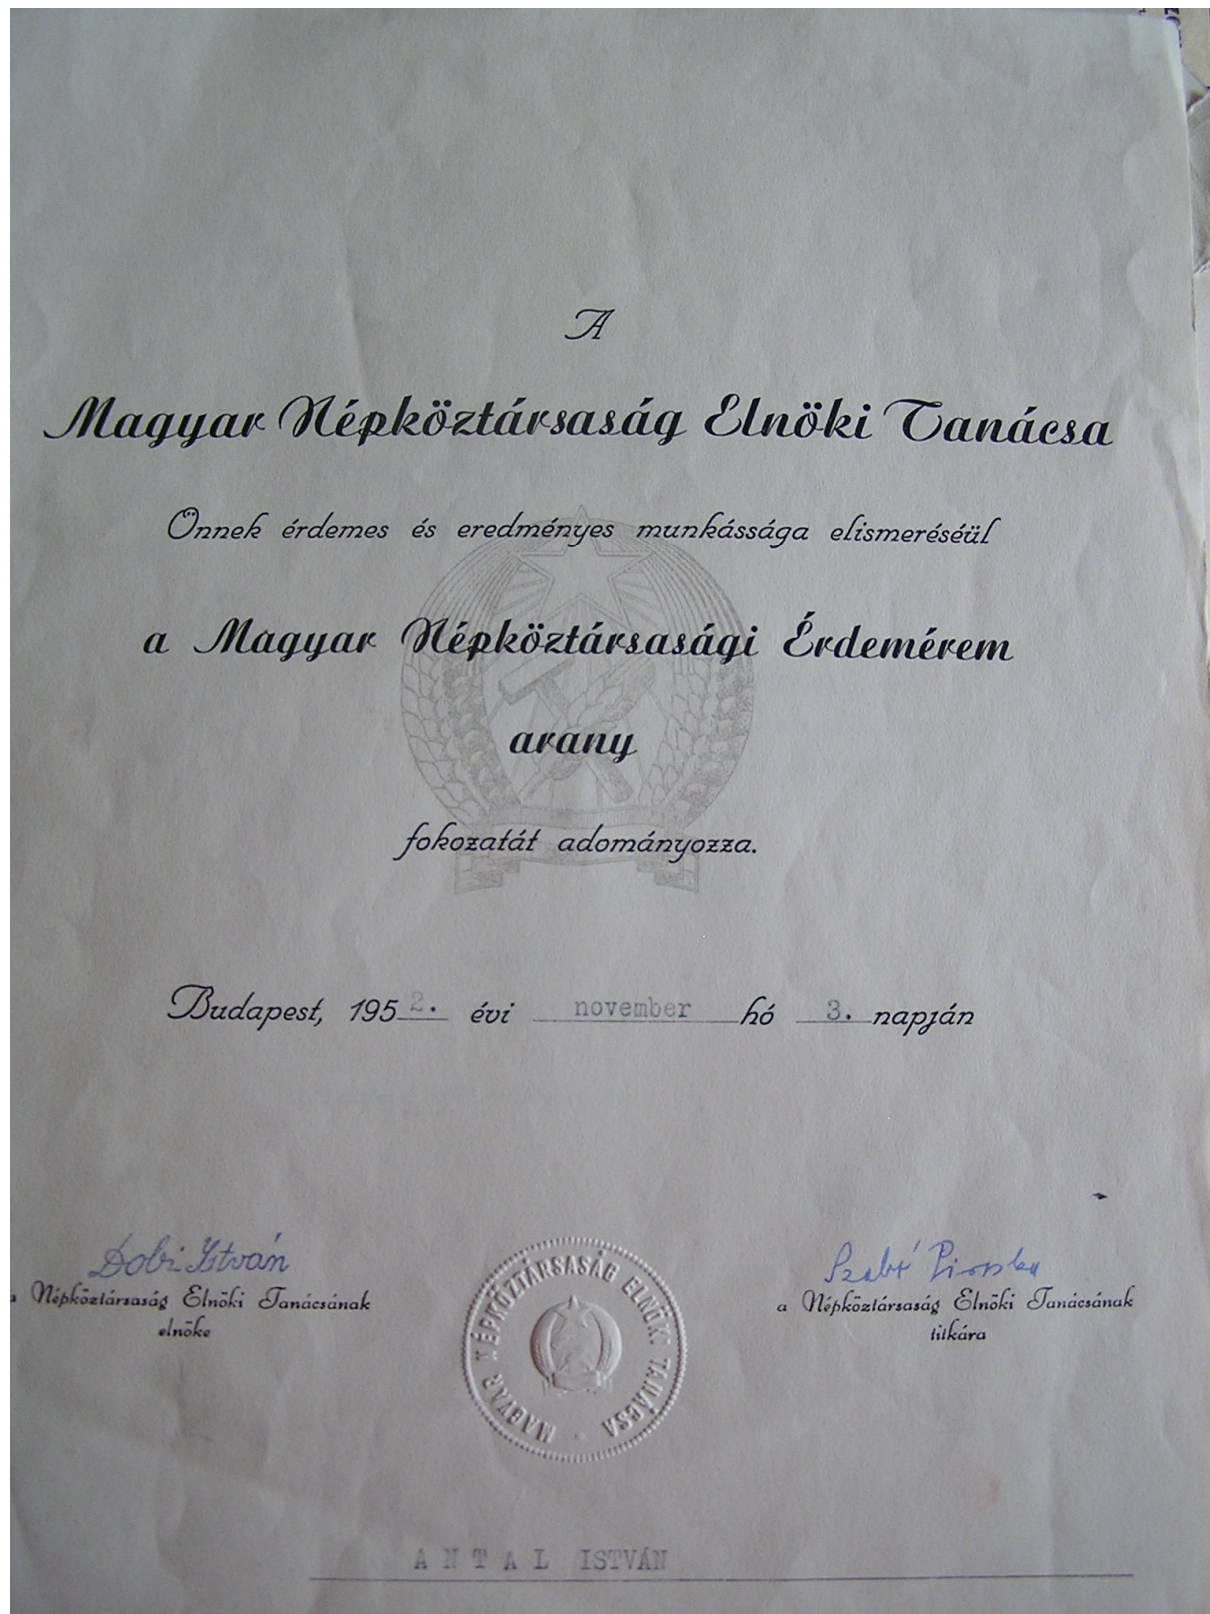 A
Magyar Népköztársaság Elnöki Tanácsa
Önnek érdemes és eredményes munkássága elismeréséül
a Magyar Népköztársasági Érdemérem
arany
fokozatát adományozza.
Budapest, 1952. évi november hó 3. napján
Dobi István
Népköztársaság Elnöki Tanácsának
elnöke
MAGYAR NÉPKÖZTÁRSASÁG ELNÖKI TANÁCSA
Szabó Piroska
a Népköztársaság Elnöki Tanácsának
titkára
ANTAL ISTVÁN